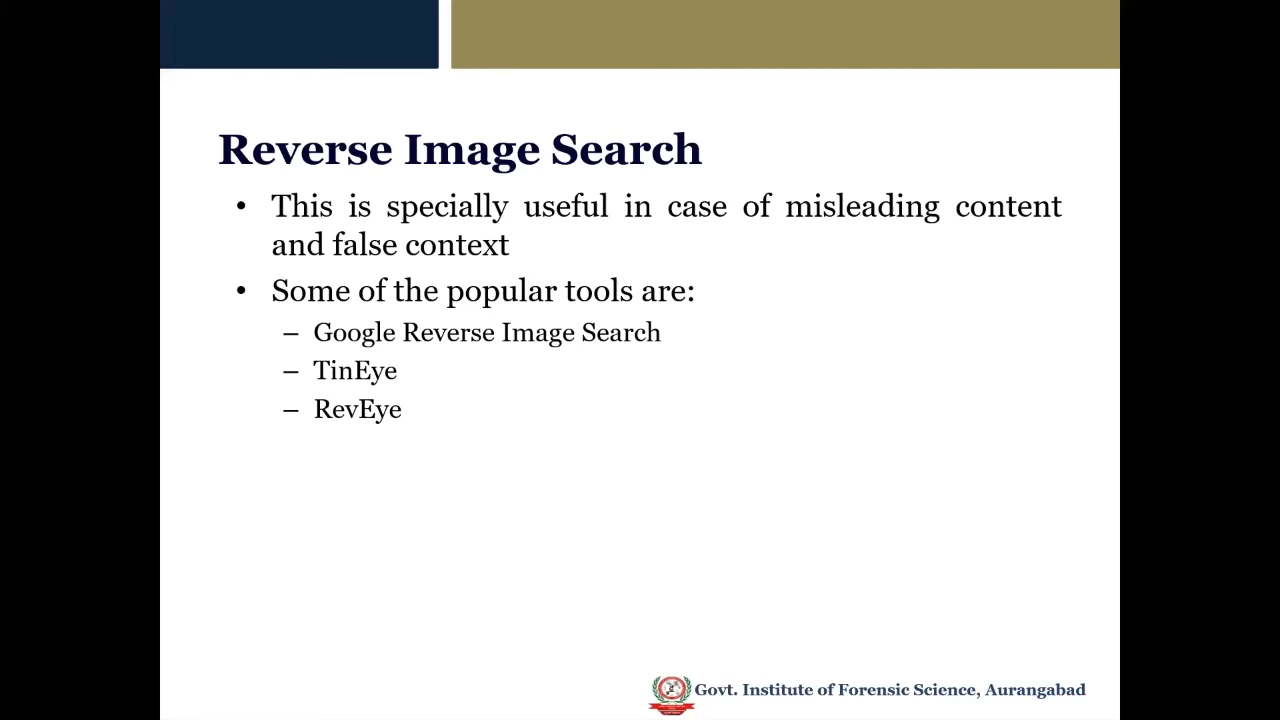 Reverse Image Search
• This is specially useful in case of misleading content
and false context
• Some of the popular tools are:
– Google Reverse Image Search
– TinEye
– RevEye
Govt. Institute of Forensic Science, Aurangabad